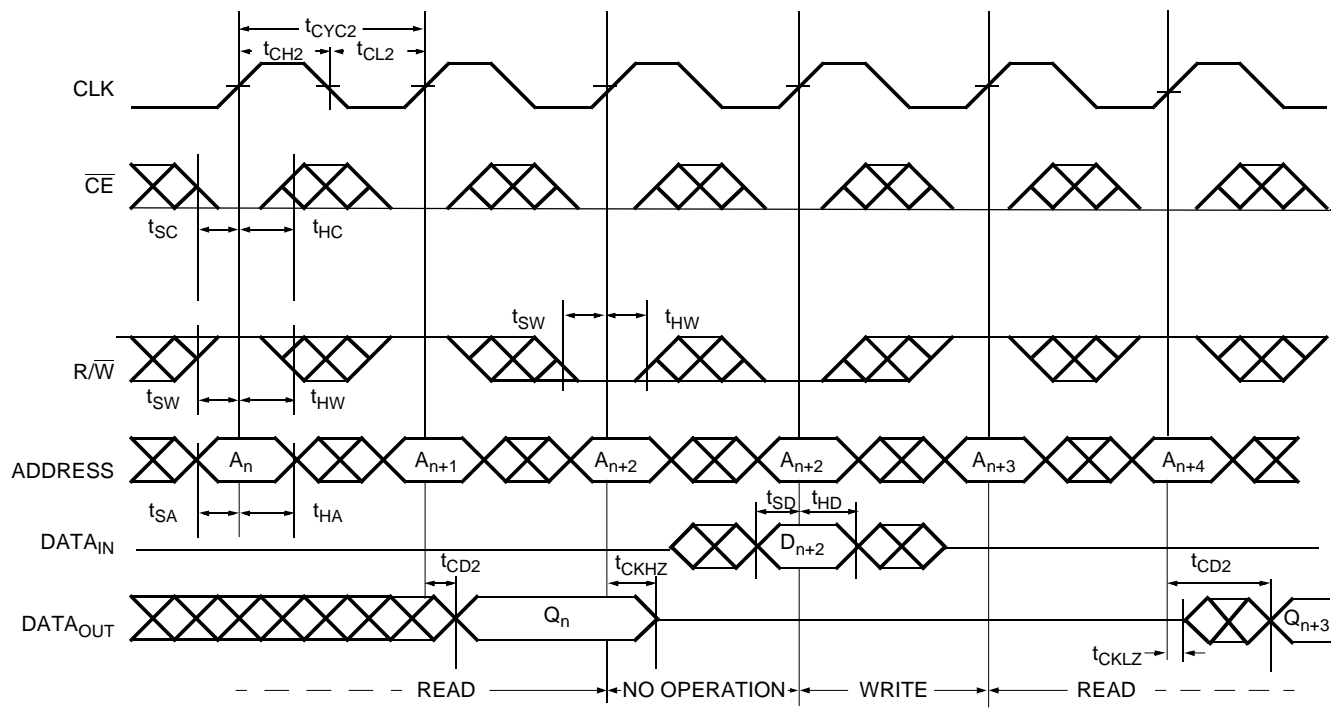 tCYC2
tCH2 tCL2
CLK
CE
tSC tHC
tSW tHW
R/W
tSW tHW
ADDRESS An An+1 An+2 An+2 An+3 An+4
tSA tHA tSD tHD
DATAIN Dn+2
tCD2 tCKHZ tCD2
DATAOUT Qn Qn+3
tCKLZ
READ NO OPERATION WRITE READ